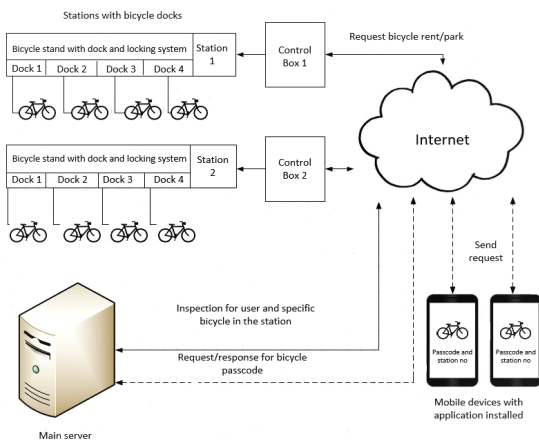 Stations with bicycle docks
Bicycle stand with dock and locking system
Station
1
Dock 1 Dock 2 Dock 3 Dock 4
Control
Box 1
Request bicycle rent/park
Internet
Bicycle stand with dock and locking system
Station
2
Dock 1 Dock 2 Dock 3 Dock 4
Control
Box 2
Send
request
Inspection for user and specific
bicycle in the station
Request/response for bicycle
passcode
Passcode and
station no
Passcode and
station no
Mobile devices with
application installed
Main server